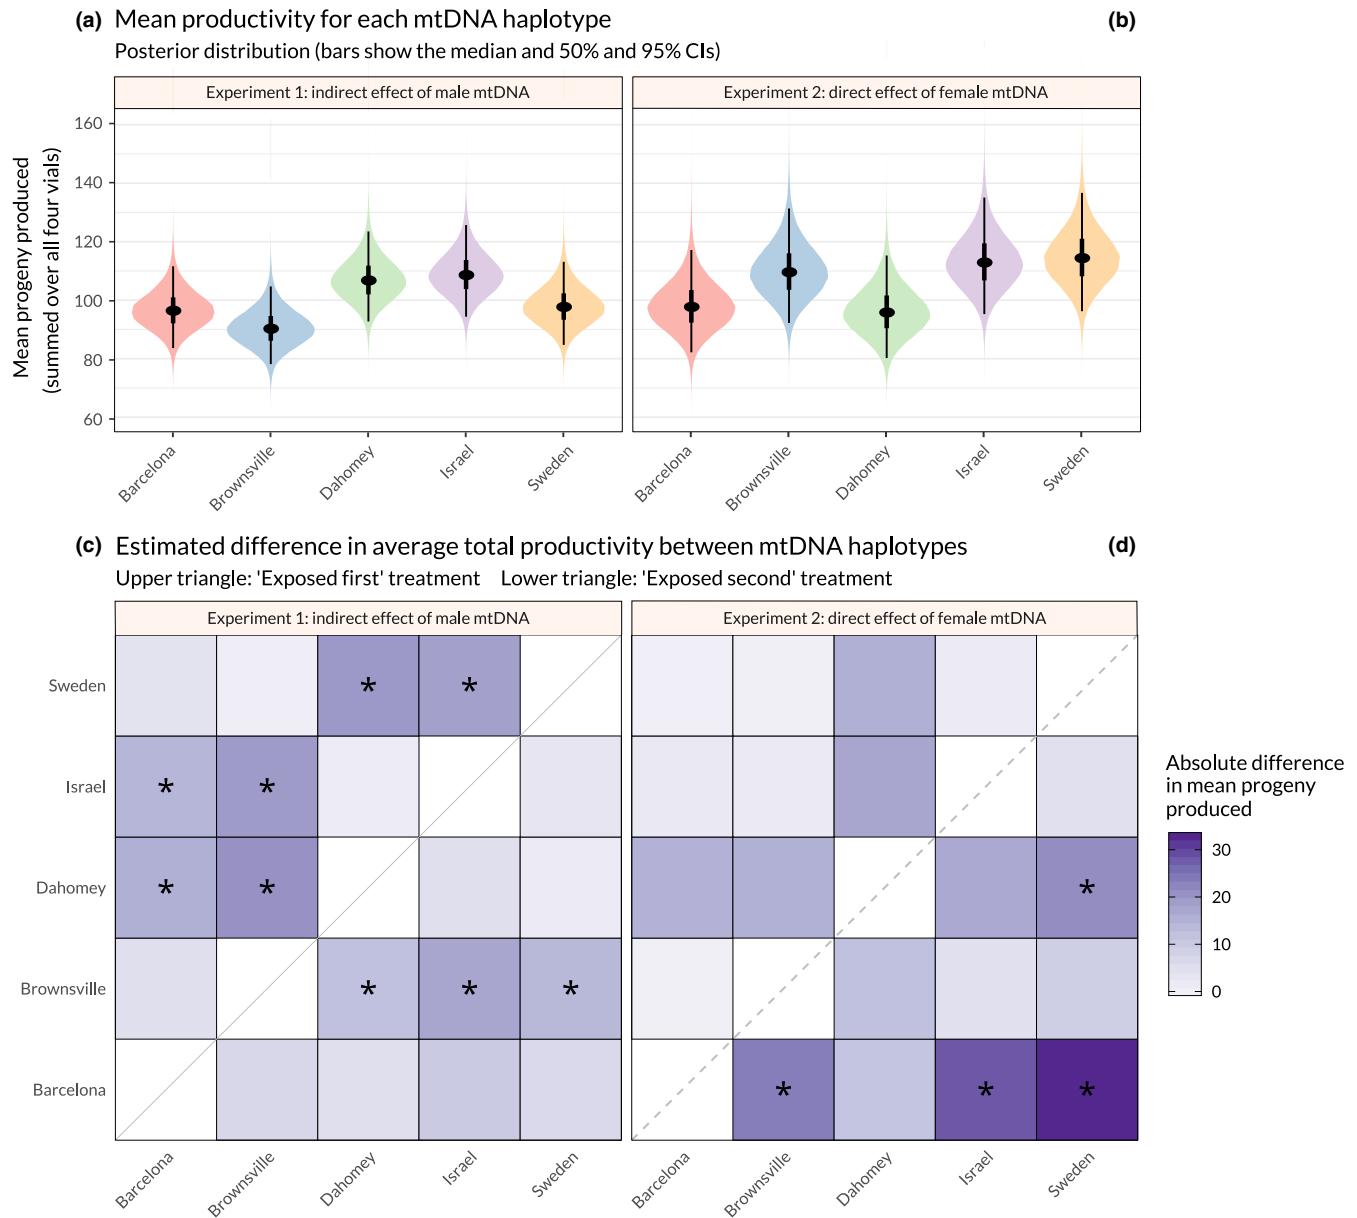 (a) Mean productivity for each mtDNA haplotype (b)
Posterior distribution (bars show the median and 50% and 95% CIs)
Experiment 1: indirect effect of male mtDNA
Experiment 2: direct effect of female mtDNA
Mean progeny produced
(summed over all four vials)
160
140
120
100
80
60
Barcelona
Brownsville
Dahomey
Israel
Sweden
Barcelona
Brownsville
Dahomey
Israel
Sweden
(c) Estimated difference in average total productivity between mtDNA haplotypes (d)
Upper triangle: 'Exposed first' treatment Lower triangle: 'Exposed second' treatment
Experiment 1: indirect effect of male mtDNA
Experiment 2: direct effect of female mtDNA
Sweden
* *
Israel
* *
Dahomey
* * *
Brownsville
* * *
Barcelona
* * *
Barcelona
Brownsville
Dahomey
Israel
Sweden
Barcelona
Brownsville
Dahomey
Israel
Sweden
Absolute difference
in mean progeny
produced
30
20
10
0